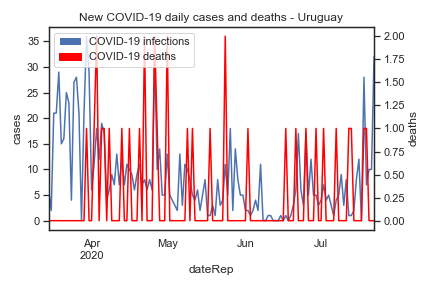 New COVID-19 daily cases and deaths - Uruguay
COVID-19 infections
COVID-19 deaths
35
30
25
20
15
10
5
0
cases
2.00
1.75
1.50
1.25
1.00
0.75
0.50
0.25
0.00
deaths
Apr
2020
May
Jun
Jul
dateRep